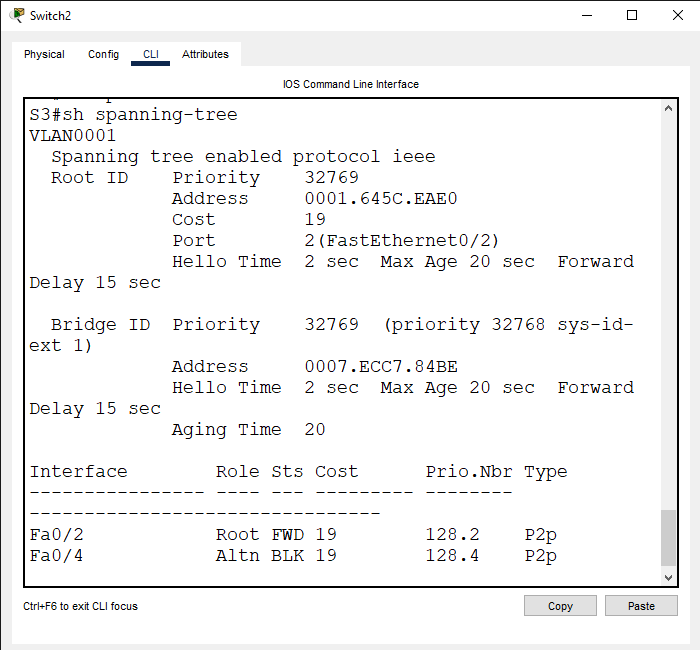 Switch2
Physical Config CLI Attributes
IOS Command Line Interface
S3#sh spanning-tree
VLAN0001
  Spanning tree enabled protocol ieee
  Root ID    Priority    32769
             Address     0001.645C.EAE0
             Cost        19
             Port        2(FastEthernet0/2)
             Hello Time  2 sec  Max Age 20 sec  Forward
Delay 15 sec
  Bridge ID  Priority    32769  (priority 32768 sys-id-
ext 1)
             Address     0007.ECC7.84BE
             Hello Time  2 sec  Max Age 20 sec  Forward
Delay 15 sec
             Aging Time  20
Interface        Role Sts Cost      Prio.Nbr Type
---------------- ---- --- --------- --------
--------------------------------
Fa0/2            Root FWD 19        128.2    P2p
Fa0/4            Altn BLK 19        128.4    P2p
Ctrl+F6 to exit CLI focus
Copy Paste